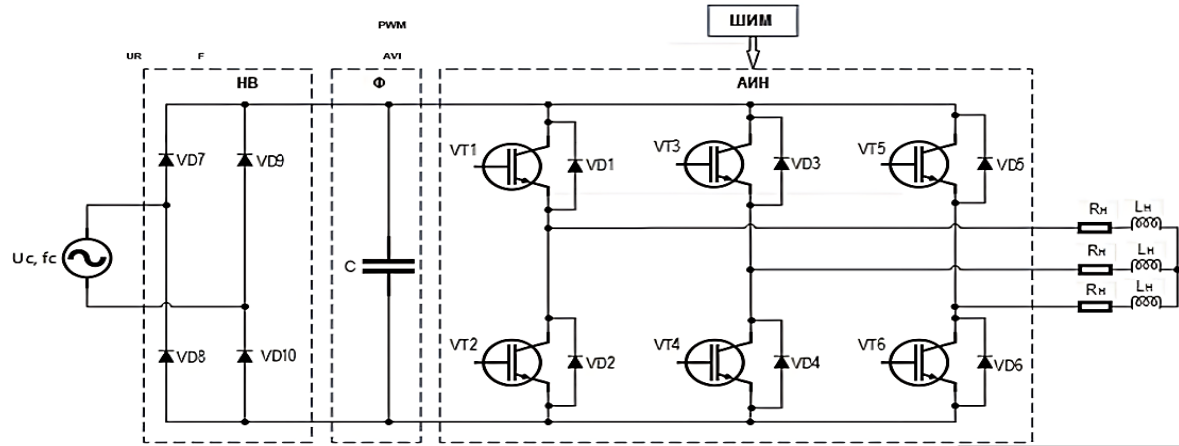 ШИМ
PWM
UR F AVI
НВ Ф АИН
VT1 VD1 VT3 VD3 VT5 VD5
VD7 VD9
Rн Lн
Uc, fc
C
Rн Lн
Rн Lн
VT2 VD2 VT4 VD4 VT6 VD6
VD8 VD10